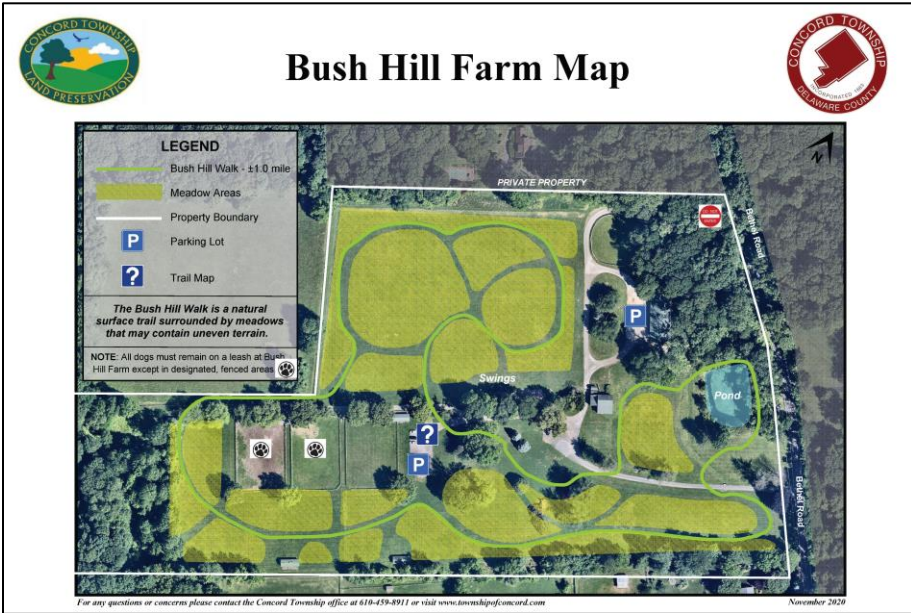 CONCORD TOWNSHIP
LAND PRESERVATION
Bush Hill Farm Map
CONCORD TOWNSHIP
INCORPORATED 1683
DELAWARE COUNTY
LEGEND
Bush Hill Walk - ±1.0 mile
Meadow Areas
Property Boundary
P
Parking Lot
?
Trail Map
The Bush Hill Walk is a natural
surface trail surrounded by meadows
that may contain uneven terrain.
NOTE: All dogs must remain on a leash at Bush
Hill Farm except in designated, fenced areas.
PRIVATE PROPERTY
N
Bethel Road
P
Swings
Pond
?
P
Bethel Road
For any questions or concerns please contact the Concord Township office at 610-459-8911 or visit www.townshipofconcord.com
November 2020